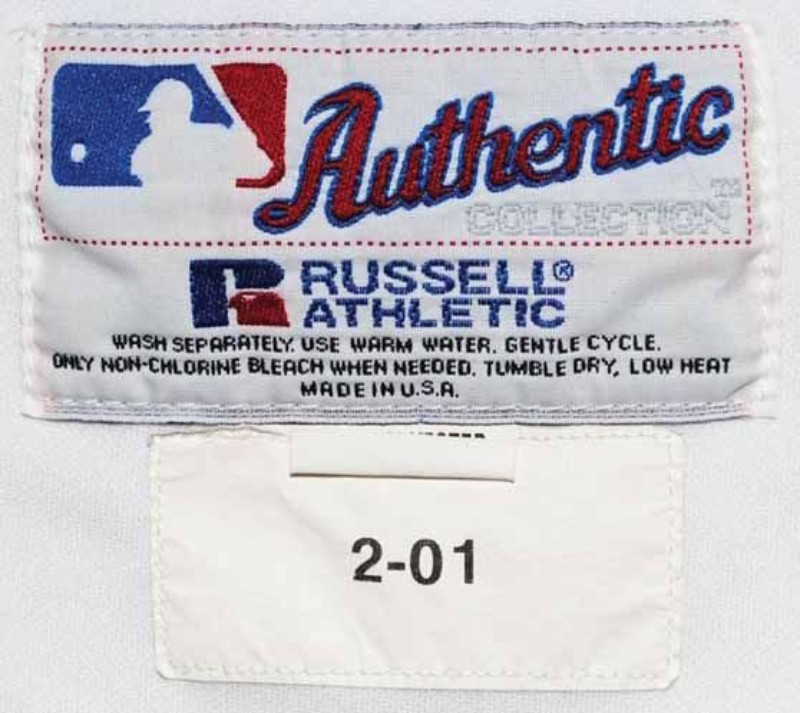 Authentic
COLLECTION™
RUSSELL®
ATHLETIC
WASH SEPARATELY. USE WARM WATER. GENTLE CYCLE.
ONLY NON-CHLORINE BLEACH WHEN NEEDED. TUMBLE DRY, LOW HEAT
MADE IN U.S.A.
2-01